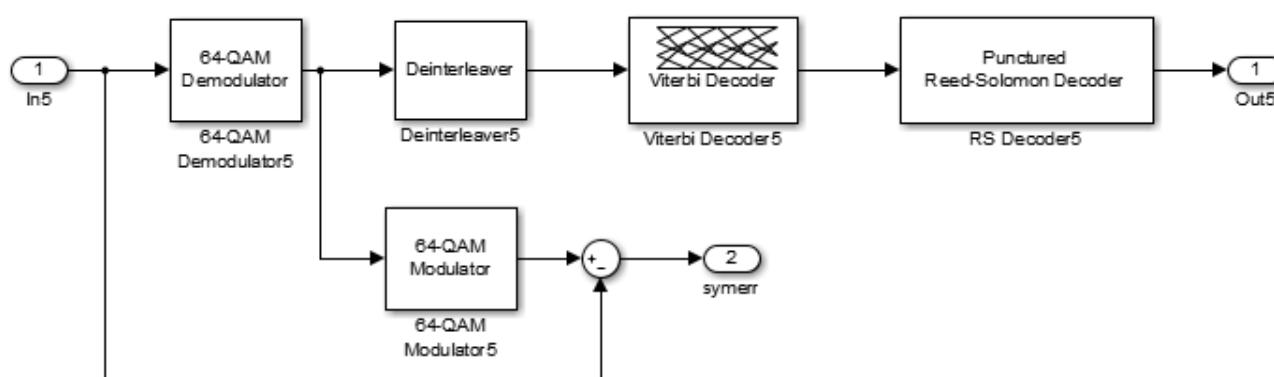 1
In5
64-QAM
Demodulator
64-QAM
Demodulator5
Deinterleaver
Deinterleaver5
Viterbi Decoder
Viterbi Decoder5
Punctured
Reed-Solomon Decoder
RS Decoder5
1
Out5
64-QAM
Modulator
64-QAM
Modulator5
+
−
2
symerr